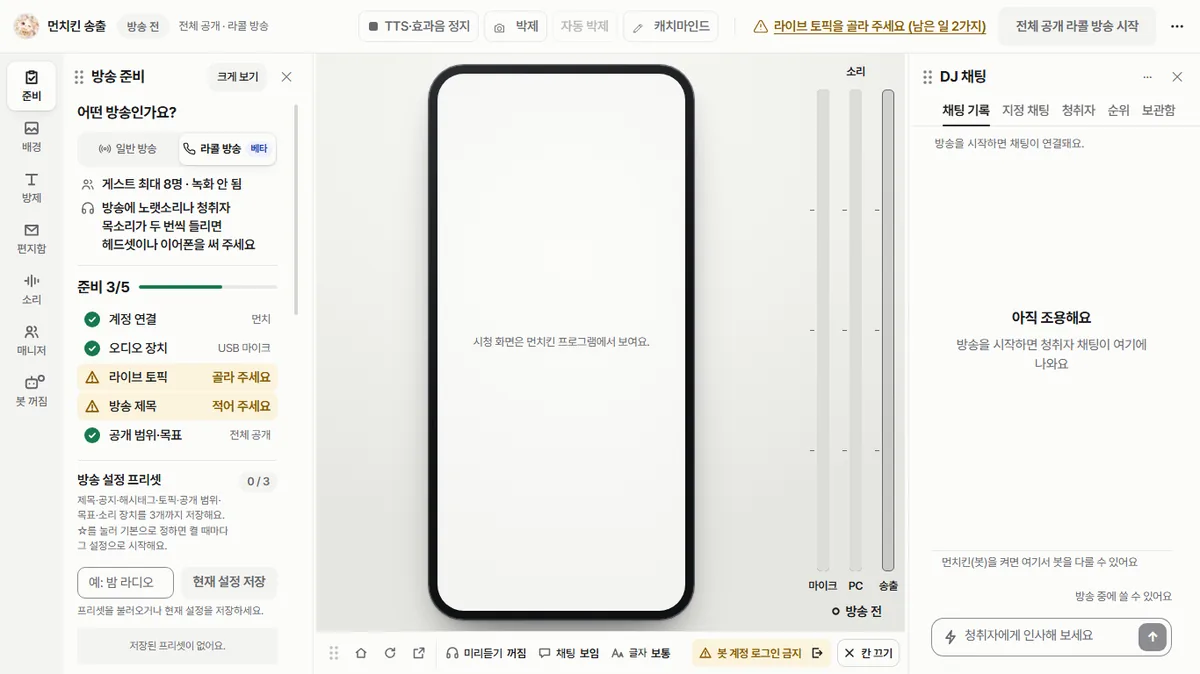 먼치킨 송출
방송 전
전체 공개 · 라콜 방송
TTS·효과음 정지
박제
자동 박제
캐치마인드
라이브 토픽을 골라 주세요 (남은 일 2가지)
전체 공개 라콜 방송 시작
준비
배경
방제
편지함
소리
매니저
봇 꺼짐
방송 준비
크게 보기
어떤 방송인가요?
일반 방송
라콜 방송 베타
게스트 최대 8명 · 녹화 안 됨
방송에 노랫소리나 청취자
목소리가 두 번씩 들리면
헤드셋이나 이어폰을 써 주세요
준비 3/5
계정 연결 먼치
오디오 장치 USB 마이크
라이브 토픽 골라 주세요
방송 제목 적어 주세요
공개 범위·목표 전체 공개
방송 설정 프리셋 0 / 3
제목·공지·해시태그·토픽·공개 범위·
목표·소리 장치를 3개까지 저장해요.
☆를 눌러 기본으로 정하면 켤 때마다
그 설정으로 시작해요.
예: 밤 라디오
현재 설정 저장
프리셋을 불러오거나 현재 설정을 저장하세요.
저장된 프리셋이 없어요.
시청 화면은 먼치킨 프로그램에서 보여요.
소리
마이크 PC 송출
방송 전
미리듣기 꺼짐
채팅 보임
글자 보통
봇 계정 로그인 금지
칸 끄기
DJ 채팅
채팅 기록
지정 채팅
청취자
순위
보관함
방송을 시작하면 채팅이 연결돼요.
아직 조용해요
방송을 시작하면 청취자 채팅이 여기에
나와요
먼치킨(봇)을 켜면 여기서 봇을 다룰 수 있어요
방송 중에 쓸 수 있어요
청취자에게 인사해 보세요